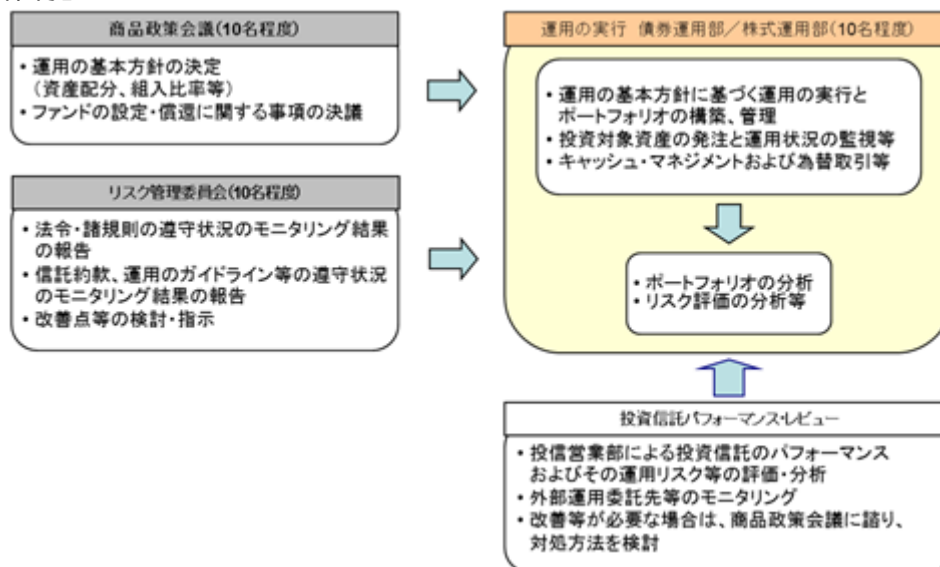 商品政策会議(10名程度)
・運用の基本方針の決定
(資産配分、組入比率等)
・ファンドの設定・償還に関する事項の決議
リスク管理委員会(10名程度)
・法令・諸規則の遵守状況のモニタリング結果
の報告
・信託約款、運用のガイドライン等の遵守状況
のモニタリング結果の報告
・改善点等の検討・指示
運用の実行 債券運用部/株式運用部(10名程度)
・運用の基本方針に基づく運用の実行と
ポートフォリオの構築、管理
・投資対象資産の発注と運用状況の監視等
・キャッシュ・マネジメントおよび為替取引等
・ポートフォリオの分析
・リスク評価の分析等
投資信託パフォーマンス・レビュー
・投信営業部による投資信託のパフォーマンス
およびその運用リスク等の評価・分析
・外部運用委託先等のモニタリング
・改善等が必要な場合は、商品政策会議に諮り、
対処方法を検討